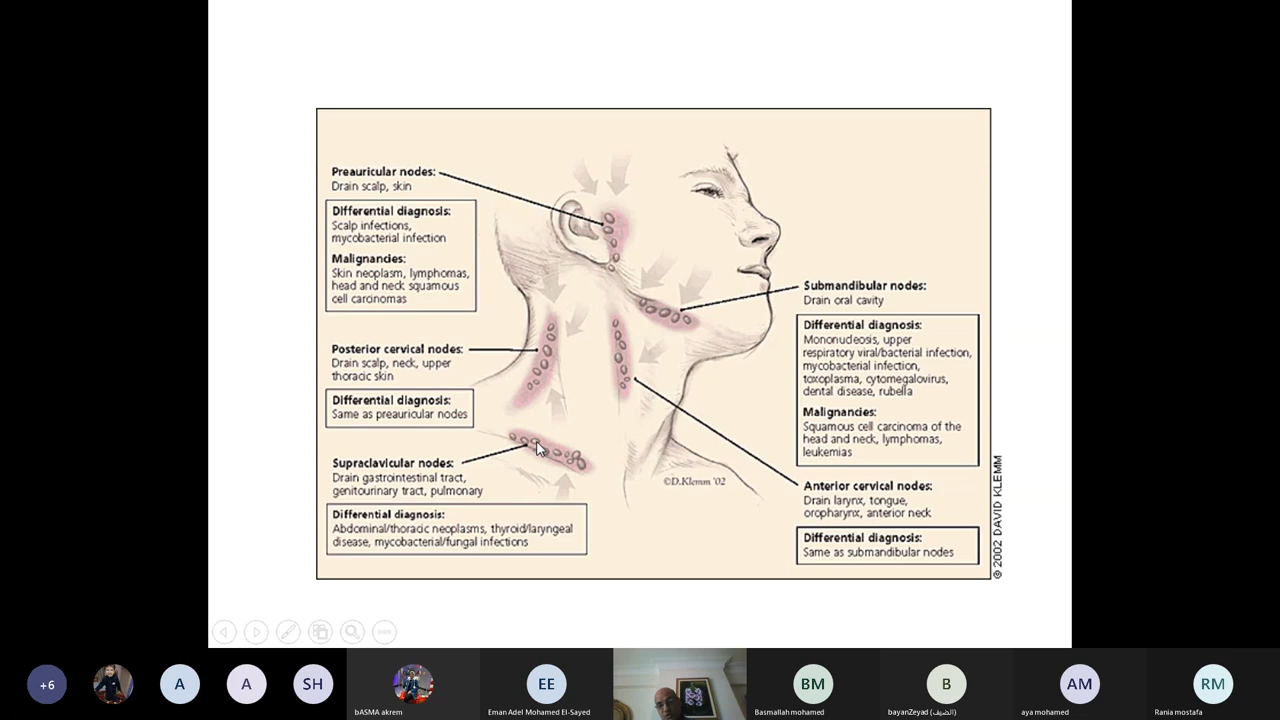 Preauricular nodes:
Drain scalp, skin
Differential diagnosis:
Scalp infections,
mycobacterial infection
Malignancies:
Skin neoplasm, lymphomas,
head and neck squamous
cell carcinomas
Posterior cervical nodes:
Drain scalp, neck, upper
thoracic skin
Differential diagnosis:
Same as preauricular nodes
Supraclavicular nodes:
Drain gastrointestinal tract,
genitourinary tract, pulmonary
Differential diagnosis:
Abdominal/thoracic neoplasms, thyroid/laryngeal
disease, mycobacterial/fungal infections
Submandibular nodes:
Drain oral cavity
Differential diagnosis:
Mononucleosis, upper
respiratory viral/bacterial infection,
mycobacterial infection,
toxoplasma, cytomegalovirus,
dental disease, rubella
Malignancies:
Squamous cell carcinoma of the
head and neck, lymphomas,
leukemias
Anterior cervical nodes:
Drain larynx, tongue,
oropharynx, anterior neck
Differential diagnosis:
Same as submandibular nodes
©D.Klemm '02
© 2002 DAVID KLEMM
+6
A
A
SH
bASMA akrem
EE
Eman Adel Mohamed El-Sayed
BM
Basmallah mohamed
B
bayanZeyad (الضيف)
AM
aya mohamed
RM
Rania mostafa